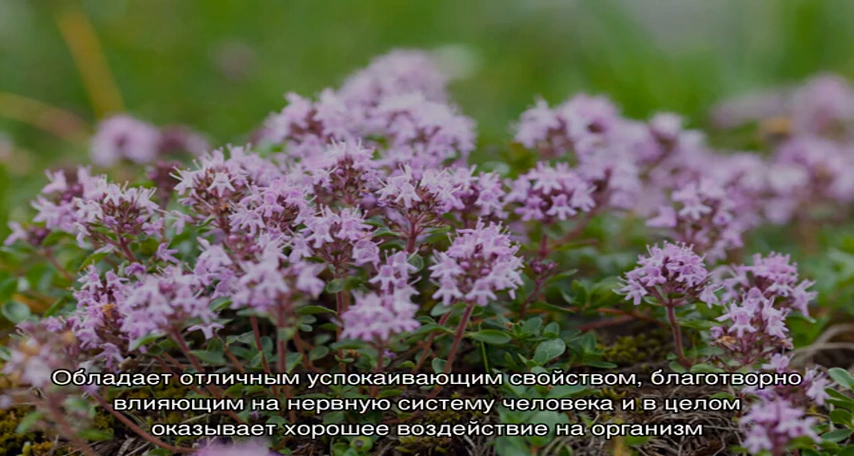 Обладает отличным успокаивающим свойством, благотворно
влияющим на нервную систему человека и в целом
оказывает хорошее воздействие на организм